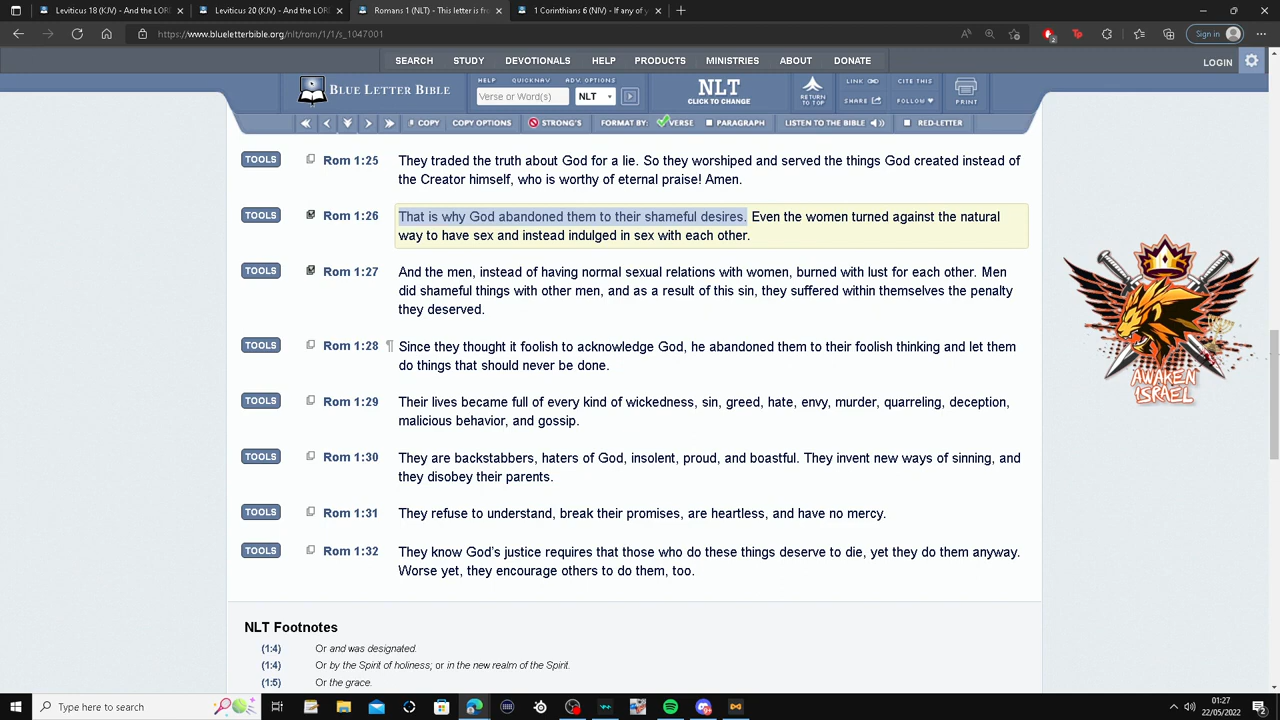 Leviticus 18 (KJV) - And the LORD
Leviticus 20 (KJV) - And the LORD
Romans 1 (NLT) - This letter is fr
1 Corinthians 6 (NIV) - If any of y
https://www.blueletterbible.org/nlt/rom/1/1/s_1047001
Sign in
SEARCH STUDY DEVOTIONALS HELP PRODUCTS MINISTRIES ABOUT DONATE
LOGIN
BLUE LETTER BIBLE
HELP QUICKNAV ADV. OPTIONS
Verse or Word(s) NLT
NLT
CLICK TO CHANGE
RETURN TO TOP
LINK CITE THIS
SHARE FOLLOW
PRINT
COPY COPY OPTIONS STRONG'S FORMAT BY: VERSE PARAGRAPH LISTEN TO THE BIBLE RED-LETTER
TOOLS Rom 1:25 They traded the truth about God for a lie. So they worshiped and served the things God created instead of
the Creator himself, who is worthy of eternal praise! Amen.
TOOLS Rom 1:26 That is why God abandoned them to their shameful desires. Even the women turned against the natural
way to have sex and instead indulged in sex with each other.
TOOLS Rom 1:27 And the men, instead of having normal sexual relations with women, burned with lust for each other. Men
did shameful things with other men, and as a result of this sin, they suffered within themselves the penalty
they deserved.
TOOLS Rom 1:28 ¶ Since they thought it foolish to acknowledge God, he abandoned them to their foolish thinking and let them
do things that should never be done.
TOOLS Rom 1:29 Their lives became full of every kind of wickedness, sin, greed, hate, envy, murder, quarreling, deception,
malicious behavior, and gossip.
TOOLS Rom 1:30 They are backstabbers, haters of God, insolent, proud, and boastful. They invent new ways of sinning, and
they disobey their parents.
TOOLS Rom 1:31 They refuse to understand, break their promises, are heartless, and have no mercy.
TOOLS Rom 1:32 They know God's justice requires that those who do these things deserve to die, yet they do them anyway.
Worse yet, they encourage others to do them, too.
NLT Footnotes
(1:4) Or and was designated.
(1:4) Or by the Spirit of holiness; or in the new realm of the Spirit.
(1:5) Or the grace.
AWAKEN
ISRAEL
Type here to search
01:27
22/05/2022
2